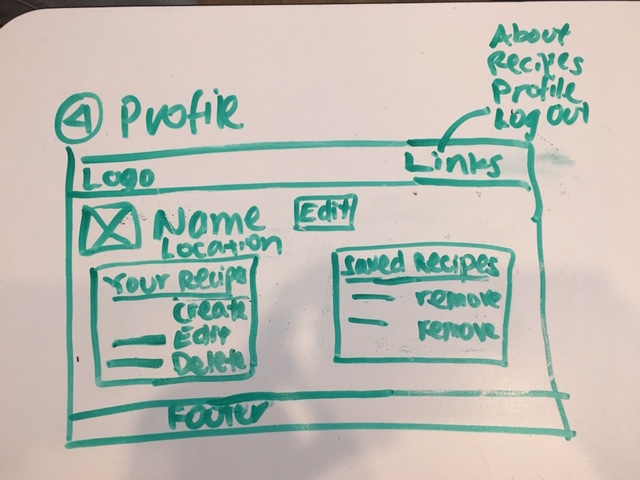 About
Recipes
Profile
Log Out
4 Profile
Logo
Links
Name
Edit
Location
Your Recipe
Create
Edit
Delete
Saved Recipes
remove
remove
Footer